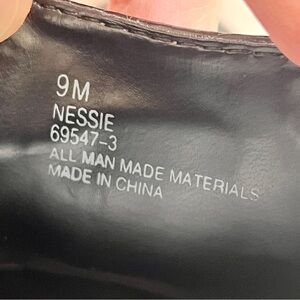 9M
NESSIE
69547-3
ALL MAN MADE MATERIALS
MADE IN CHINA